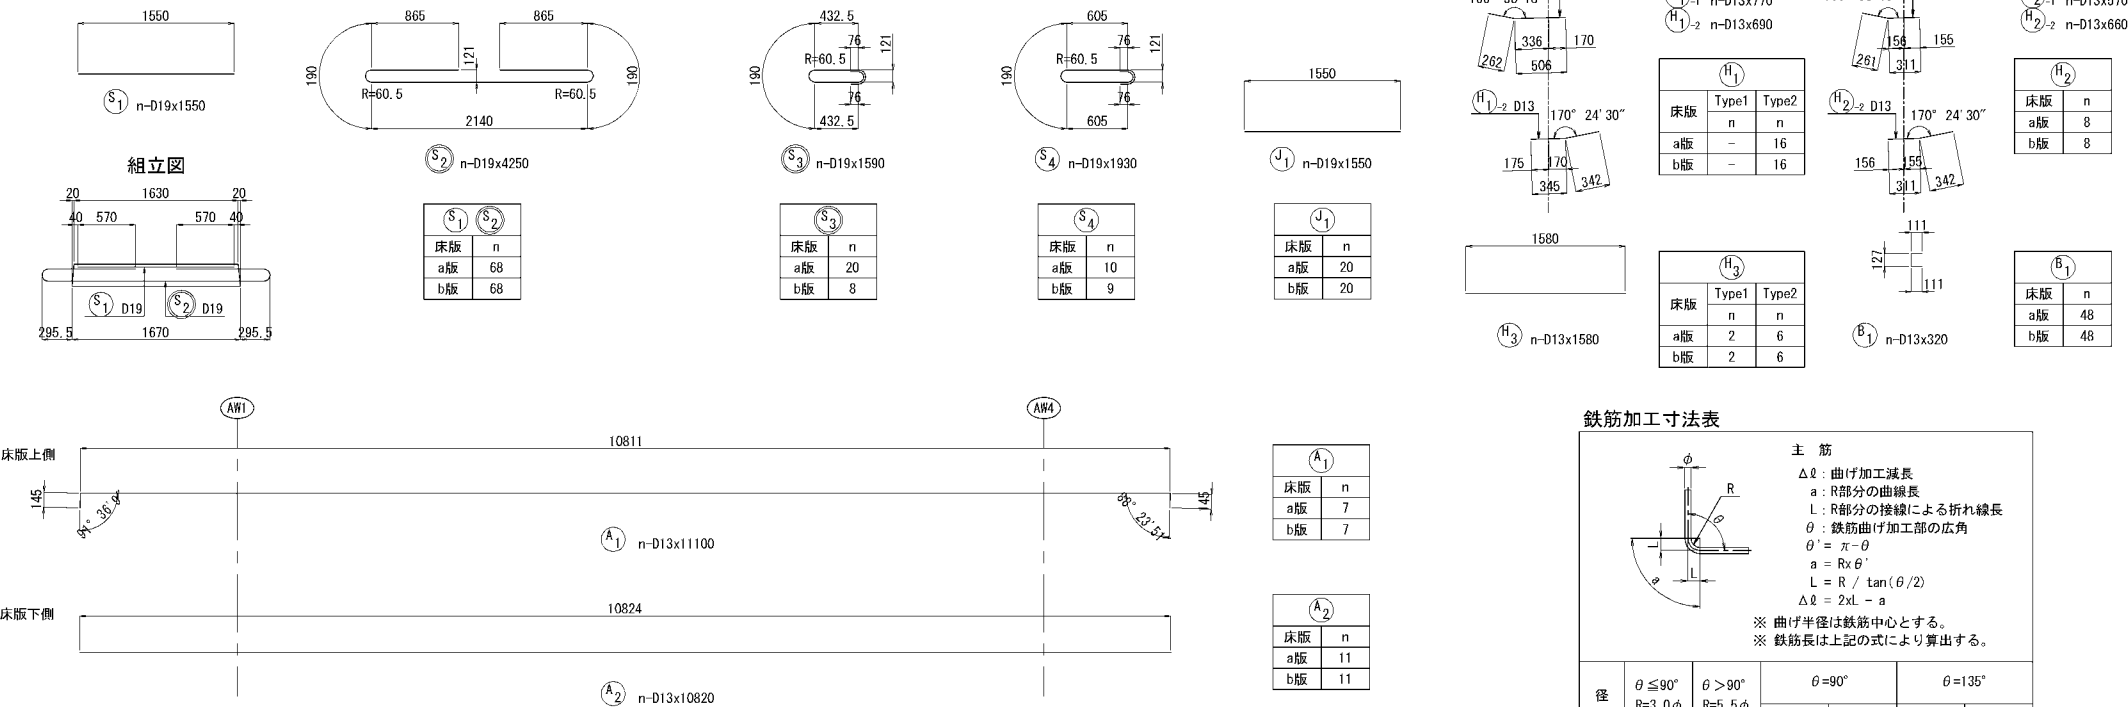 1550
S1 n-D19x1550
865
865
121
190
190
R=60.5
R=60.5
2140
S2 n-D19x4250
432.5
76
121
R=60.5
190
76
432.5
S3 n-D19x1590
605
76
121
R=60.5
190
76
605
S4 n-D19x1930
1550
J1 n-D19x1550
組立図
20 1630 20
40 570 570 40
S1 D19
S2 D19
295.5 1670 295.5
S1 S2
床版 n
a版 68
b版 68
S3
床版 n
a版 20
b版 8
S4
床版 n
a版 10
b版 9
J1
床版 n
a版 20
b版 20
336 170
262
506
H1-2 n-D13x690
H1-2 D13
170° 24'30"
175 170
345 342
H1
床版 Type1 Type2
n n
a版 - 16
b版 - 16
156 155
261
311
H2-2 n-D13x660
H2-2 D13
170° 24'30"
156 155
311 342
H2
床版 n
a版 8
b版 8
1580
H3 n-D13x1580
H3
床版 Type1 Type2
n n
a版 2 6
b版 2 6
111
127
111
B1 n-D13x320
B1
床版 n
a版 48
b版 48
AW1
AW4
床版上側
10811
145
91° 36'9"
88° 23'51"
145
A1 n-D13x11100
A1
床版 n
a版 7
b版 7
床版下側
10824
A2 n-D13x10820
A2
床版 n
a版 11
b版 11
鉄筋加工寸法表
φ
R
θ
L
L
a
主 筋
Δℓ : 曲げ加工減長
a : R部分の曲線長
L : R部分の接線による折れ線長
θ : 鉄筋曲げ加工部の広角
θ' = π-θ
a = Rxθ'
L = R / tan(θ/2)
Δℓ = 2xL - a
※ 曲げ半径は鉄筋中心とする。
※ 鉄筋長は上記の式により算出する。
径
θ≦90°
R=3.0φ
θ>90°
R=5.5φ
θ=90°
θ=135°